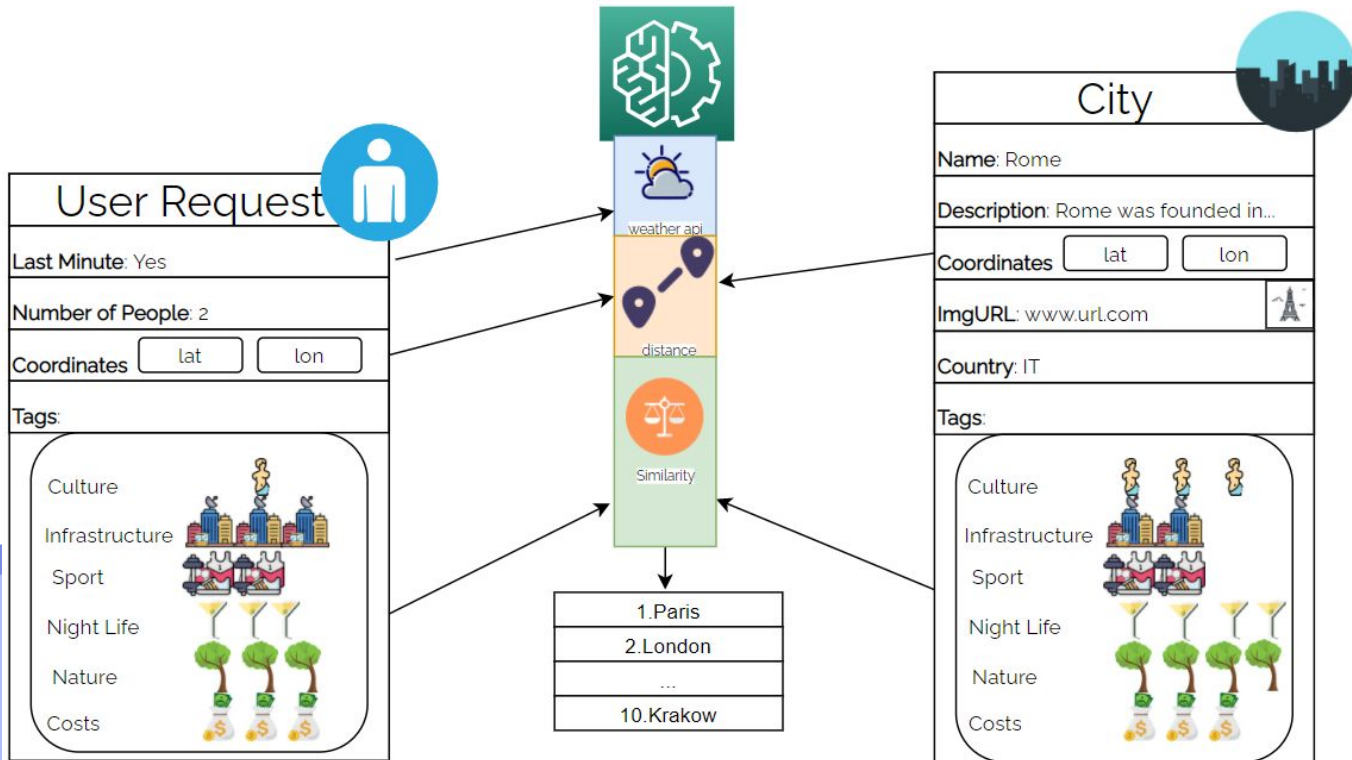 User Request
Last Minute: Yes
Number of People: 2
Coordinates lat lon
Tags:
Culture
Infrastructure
Sport
Night Life
Nature
Costs
weather api
distance
Similarity
1.Paris
2.London
...
10.Krakow
City
Name: Rome
Description: Rome was founded in...
Coordinates lat lon
ImgURL: www.url.com
Country: IT
Tags:
Culture
Infrastructure
Sport
Night Life
Nature
Costs